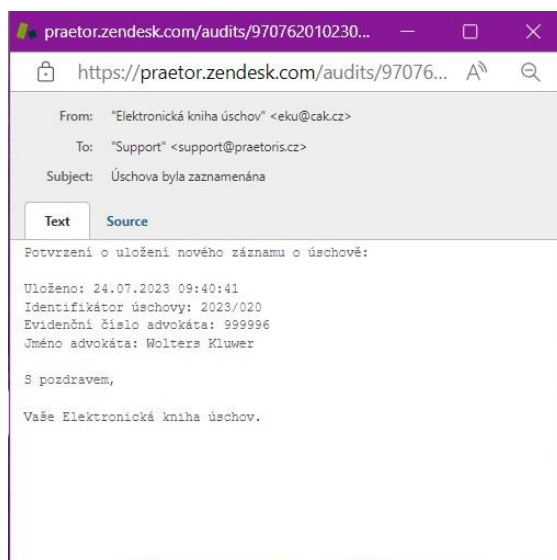 praetor.zendesk.com/audits/970762010230...
https://praetor.zendesk.com/audits/97076...
From: "Elektronická kniha úschov" <eku@cak.cz>
To: "Support" <support@praetoris.cz>
Subject: Úschova byla zaznamenána
Text Source
Potvrzení o uložení nového záznamu o úschově:
Uloženo: 24.07.2023 09:40:41
Identifikátor úschovy: 2023/020
Evidenční číslo advokáta: 999996
Jméno advokáta: Wolters Kluwer
S pozdravem,
Vaše Elektronická kniha úschov.